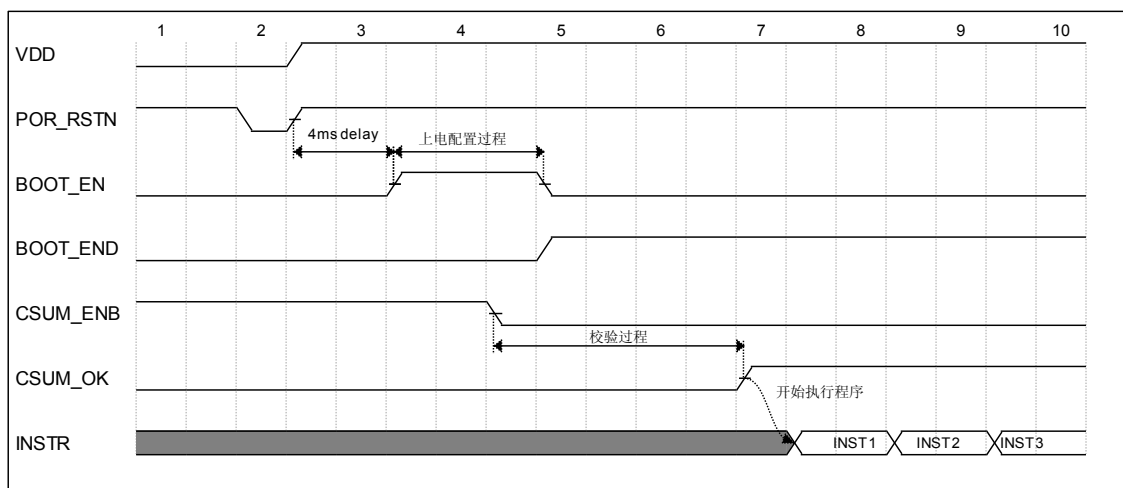 1 2 3 4 5 6 7 8 9 10
VDD
POR_RSTN
4ms delay
上电配置过程
BOOT_EN
BOOT_END
CSUM_ENB
校验过程
CSUM_OK
开始执行程序
INSTR
INST1
INST2
INST3